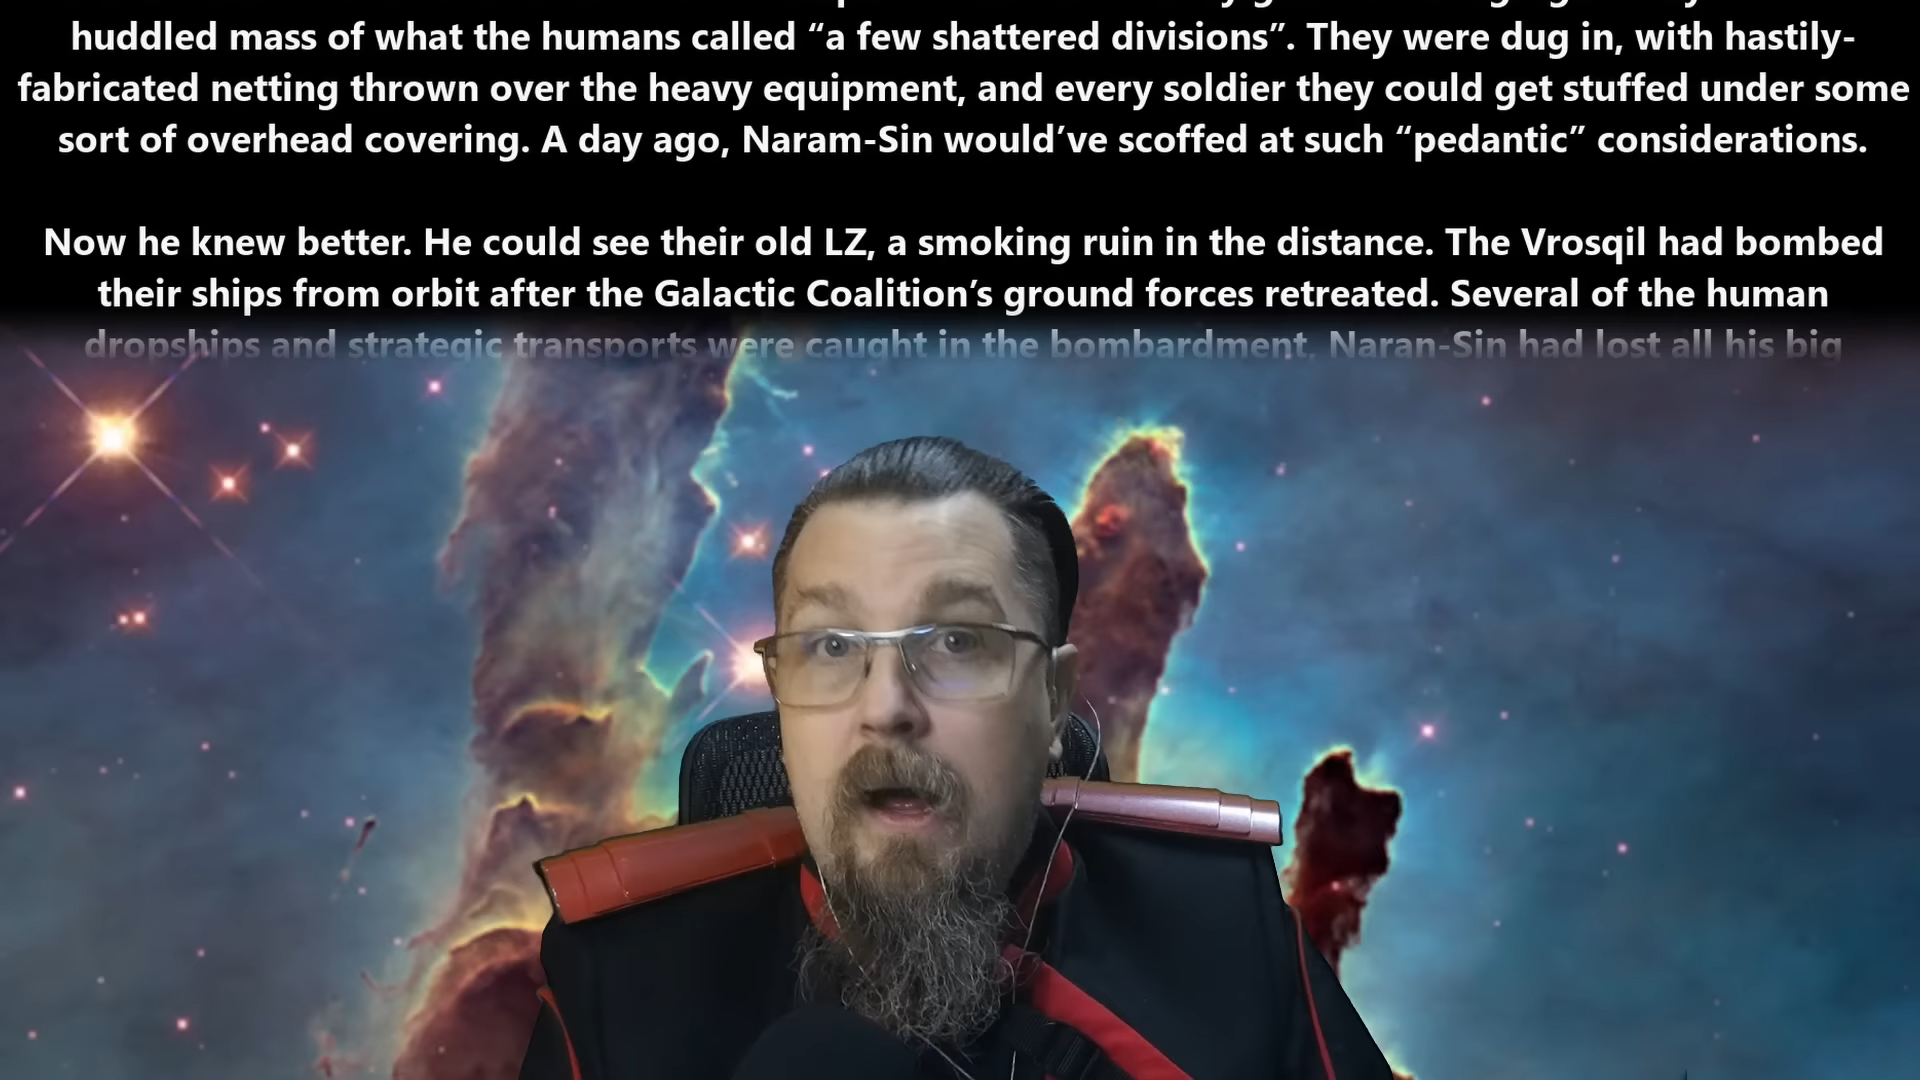 huddled mass of what the humans called “a few shattered divisions”. They were dug in, with hastily-
fabricated netting thrown over the heavy equipment, and every soldier they could get stuffed under some
sort of overhead covering. A day ago, Naram-Sin would’ve scoffed at such “pedantic” considerations.
Now he knew better. He could see their old LZ, a smoking ruin in the distance. The Vrosqil had bombed
their ships from orbit after the Galactic Coalition’s ground forces retreated. Several of the human
dropships and strategic transports were caught in the bombardment. Naran-Sin had lost all his big